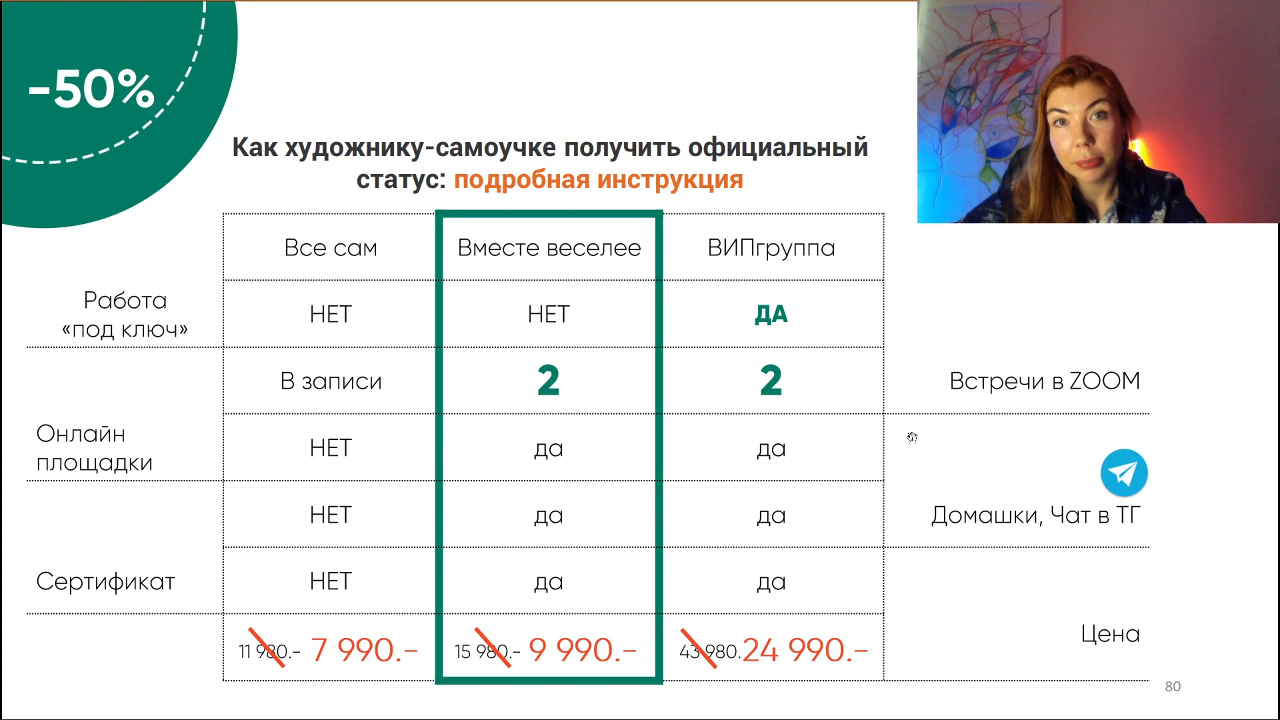 -50%
Как художнику-самоучке получить официальный
статус: подробная инструкция
Все сам Вместе веселее ВИПгруппа
Работа
«под ключ» НЕТ НЕТ ДА
В записи 2 2 Встречи в ZOOM
Онлайн
площадки НЕТ да да
НЕТ да да Домашки, Чат в ТГ
Сертификат НЕТ да да
11 980.- 7 990.- 15 980.- 9 990.- 43 980. 24 990.- Цена
80